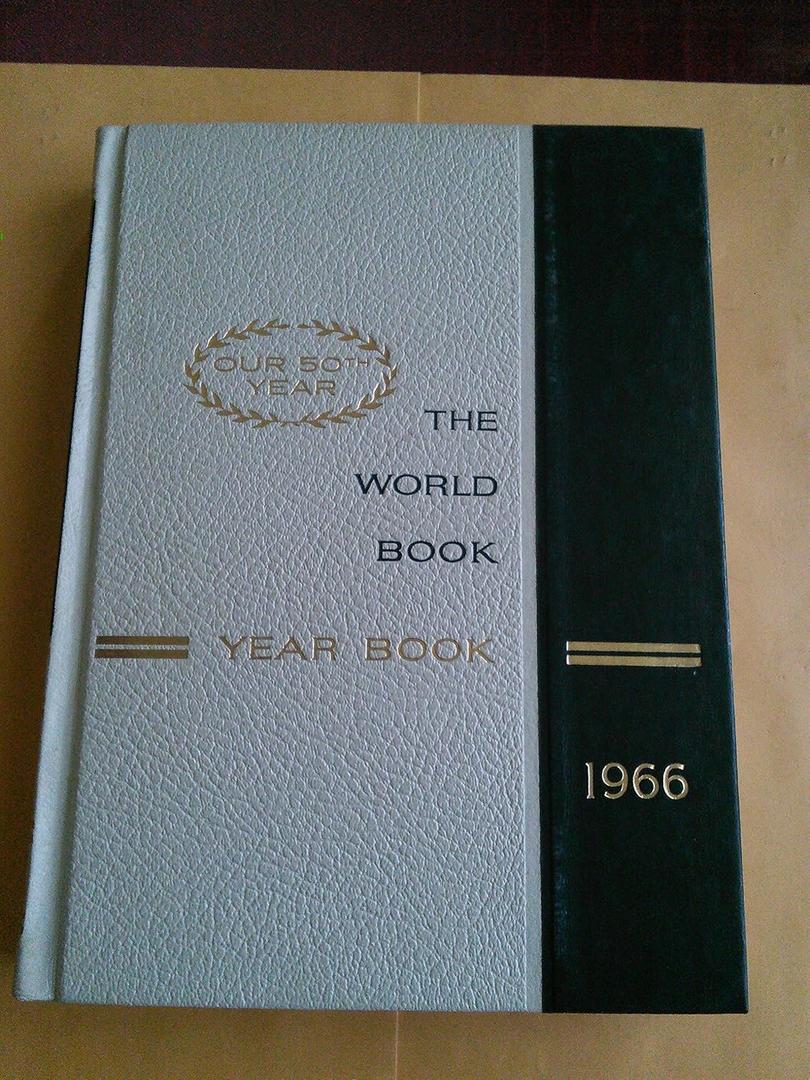 OUR 50TH
YEAR
THE
WORLD
BOOK
YEAR BOOK
1966